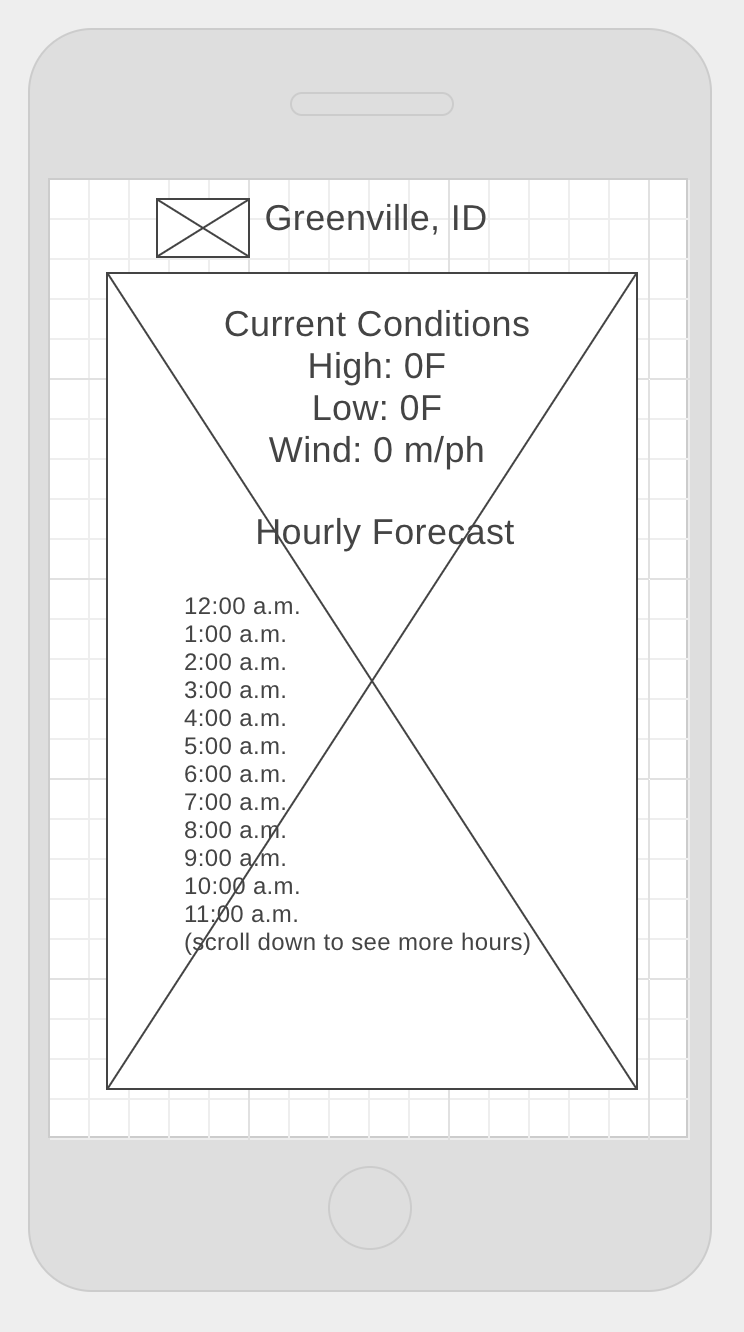 Greenville, ID
Current Conditions
High: 0F
Low: 0F
Wind: 0 m/ph
Hourly Forecast
12:00 a.m.
1:00 a.m.
2:00 a.m.
3:00 a.m.
4:00 a.m.
5:00 a.m.
6:00 a.m.
7:00 a.m.
8:00 a.m.
9:00 a.m.
10:00 a.m.
11:00 a.m.
(scroll down to see more hours)